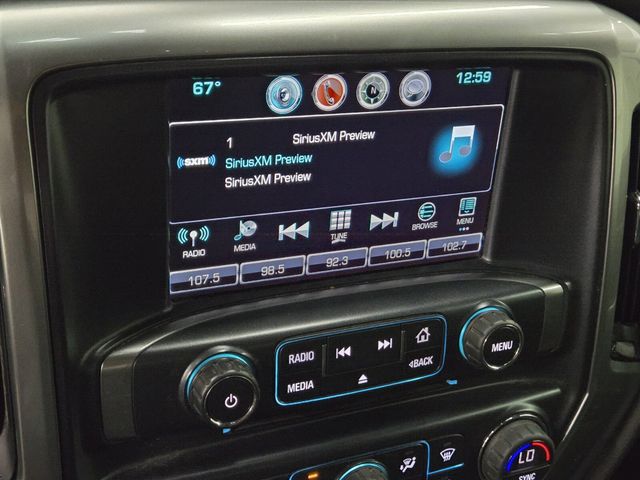 67°
N
12:59
1 SiriusXM Preview
((sxm)) SiriusXM Preview
SiriusXM Preview
RADIO
MEDIA
TUNE
BROWSE
MENU
107.5 98.5 92.3 100.5 102.7
RADIO
MEDIA
BACK
MENU
LO
SYNC